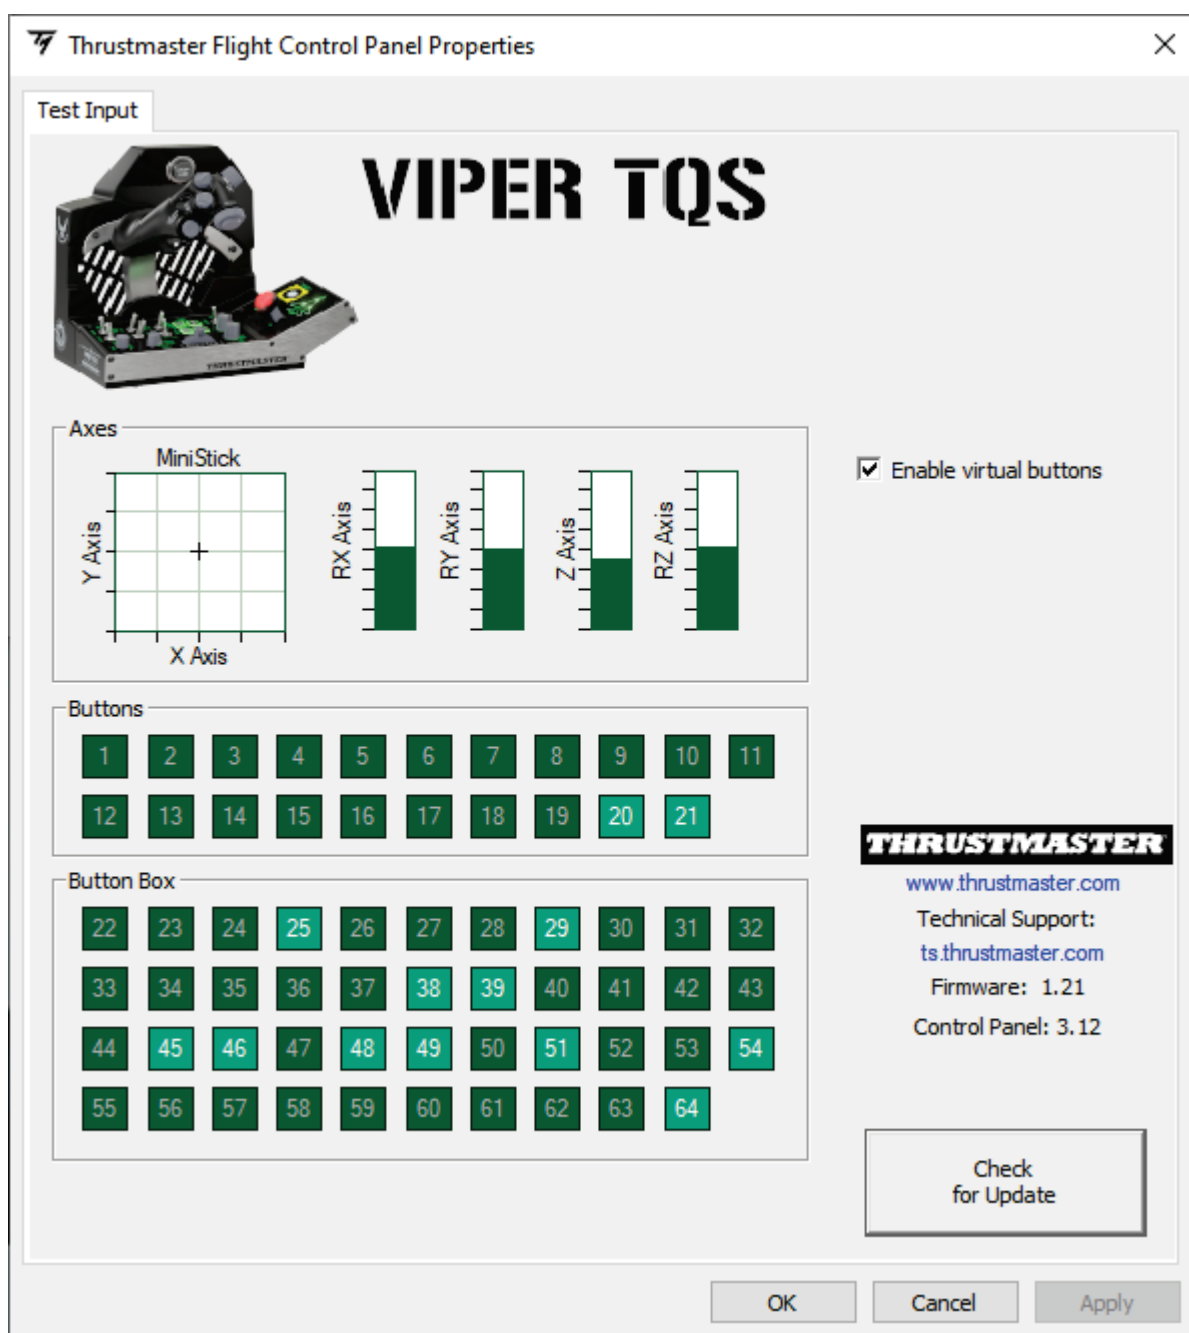 Thrustmaster Flight Control Panel Properties
Test Input
VIPER TQS
Axes
MiniStick
Y Axis
X Axis
RX Axis
RY Axis
Z Axis
RZ Axis
Enable virtual buttons
Buttons
1 2 3 4 5 6 7 8 9 10 11
12 13 14 15 16 17 18 19 20 21
Button Box
22 23 24 25 26 27 28 29 30 31 32
33 34 35 36 37 38 39 40 41 42 43
44 45 46 47 48 49 50 51 52 53 54
55 56 57 58 59 60 61 62 63 64
THRUSTMASTER
www.thrustmaster.com
Technical Support:
ts.thrustmaster.com
Firmware: 1.21
Control Panel: 3.12
Check
for Update
OK
Cancel
Apply
THRUSTMASTER